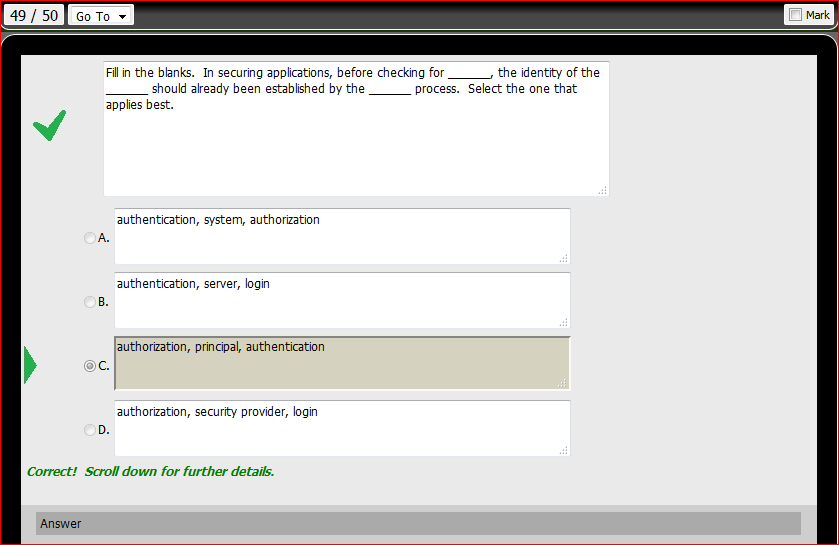 49 / 50
Go To
Mark
Fill in the blanks. In securing applications, before checking for _______, the identity of the
_______ should already been established by the _______ process. Select the one that
applies best.
A.
authentication, system, authorization
B.
authentication, server, login
C.
authorization, principal, authentication
D.
authorization, security provider, login
Correct! Scroll down for further details.
Answer